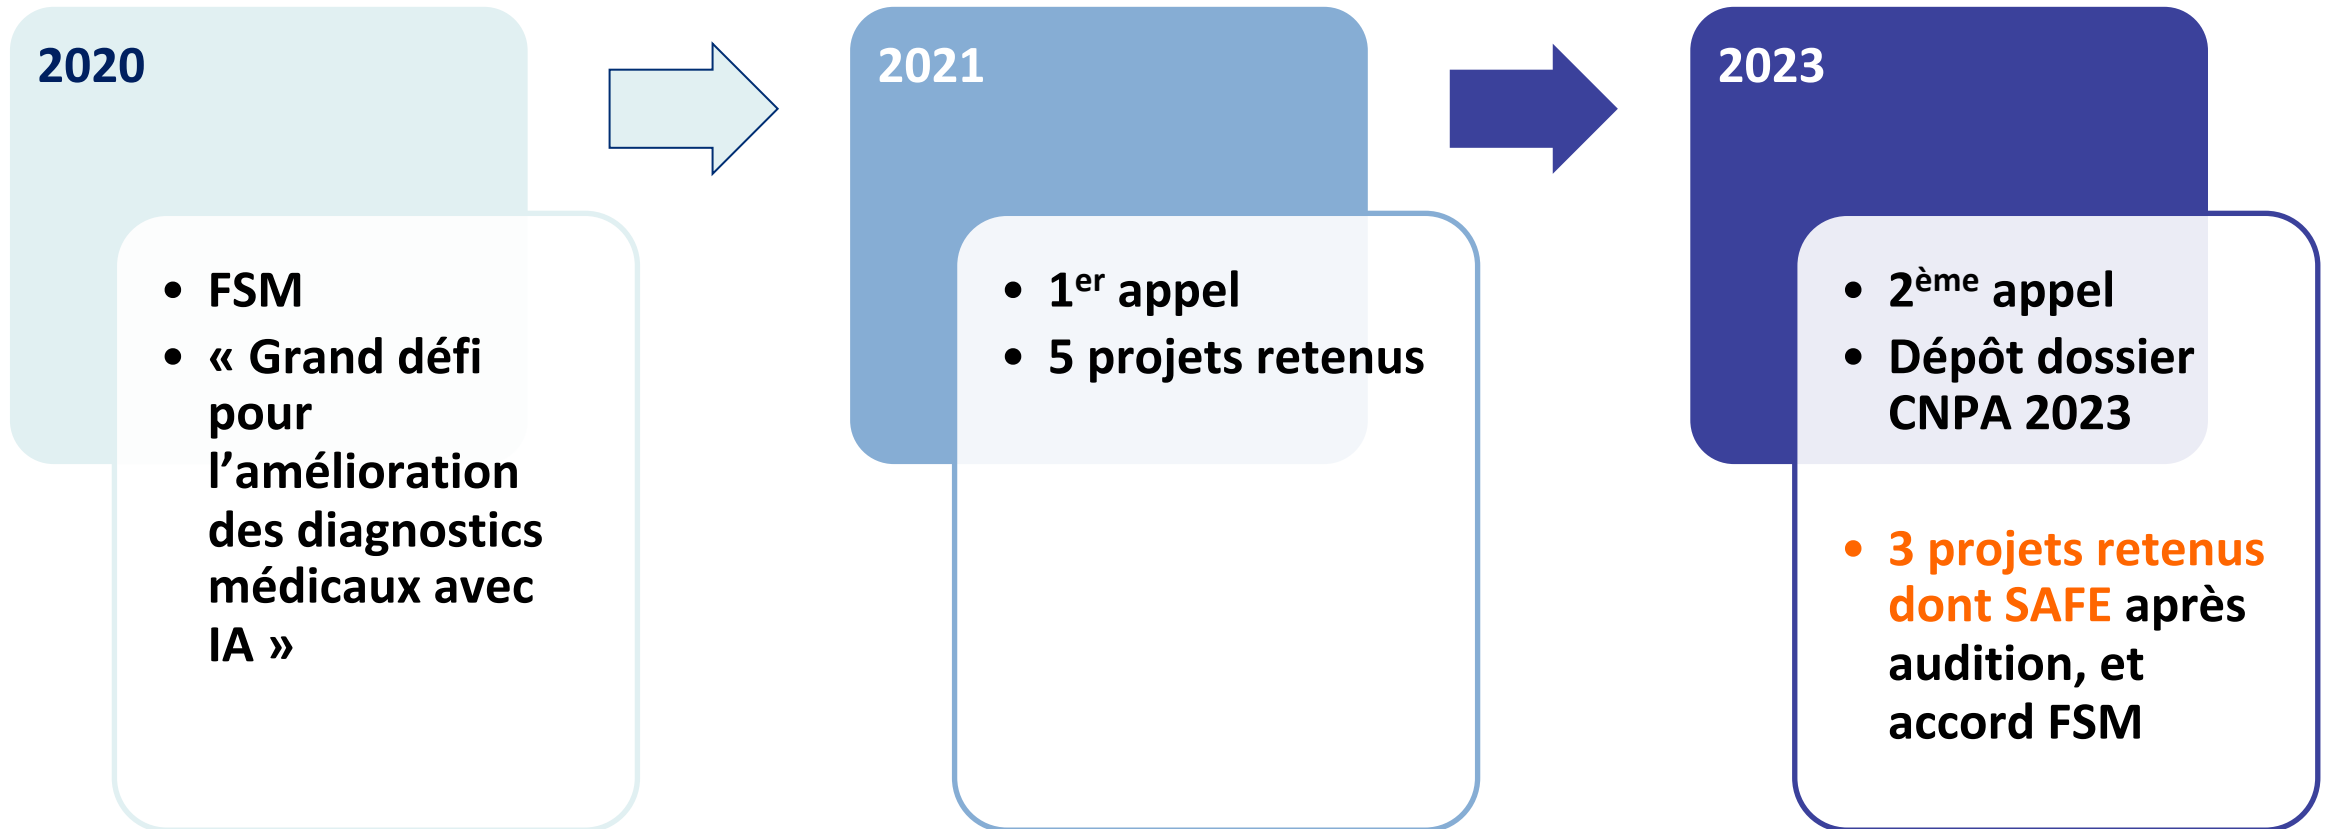 2020
• FSM
• « Grand défi
pour
l’amélioration
des diagnostics
médicaux avec
IA »
2021
• 1er appel
• 5 projets retenus
2023
• 2ème appel
• Dépôt dossier
CNPA 2023
• 3 projets retenus
dont SAFE après
audition, et
accord FSM